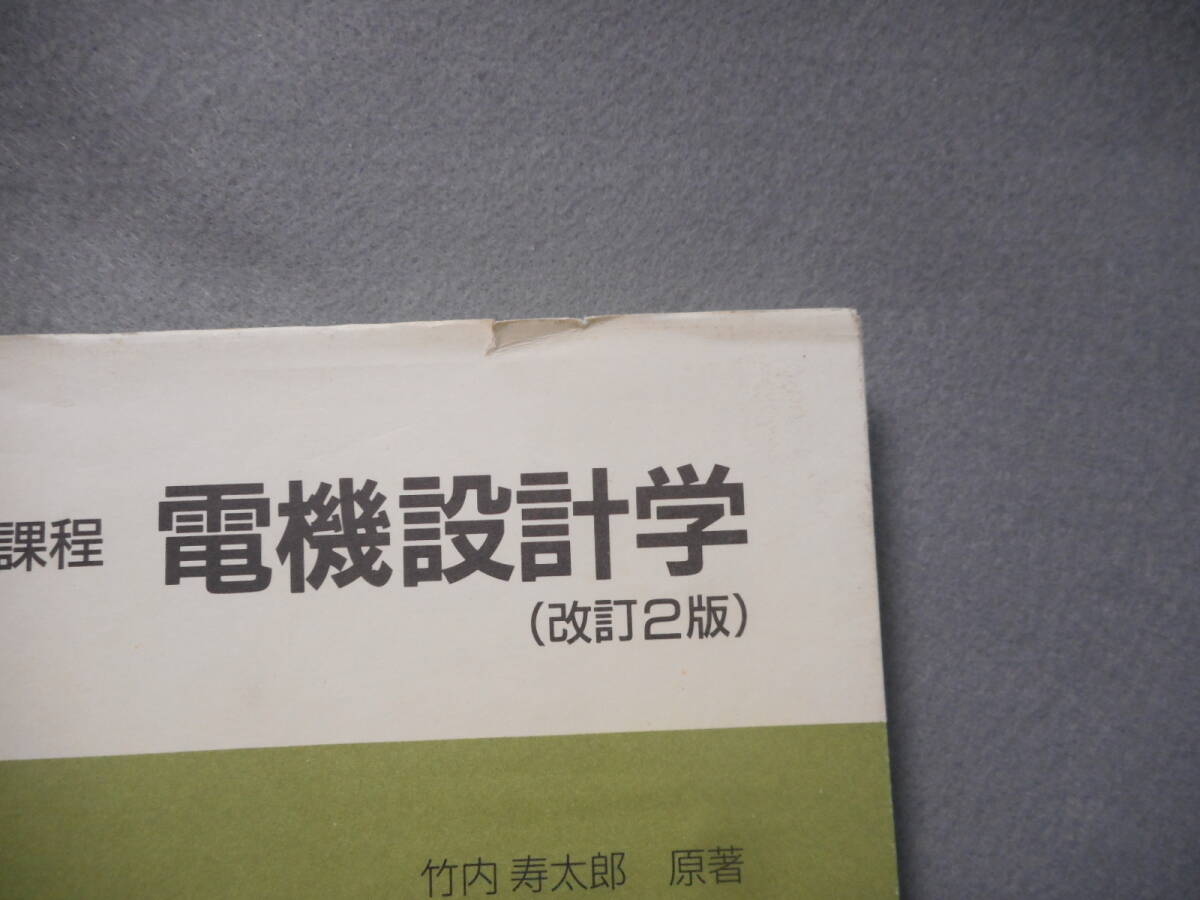 課程 電機設計学
(改訂2版)
竹内 寿太郎 原著